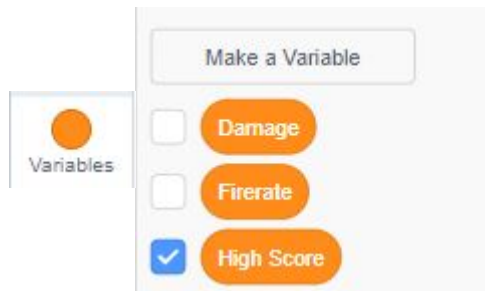 Make a Variable
Damage
Variables
Firerate
High Score